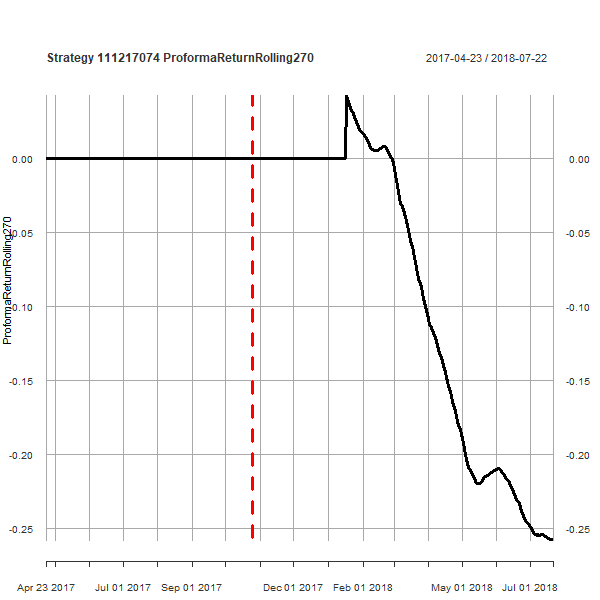 Strategy 111217074 ProformaReturnRolling270
2017-04-23 / 2018-07-22
0.00 0.00
-0.05 -0.05
-0.10 -0.10
-0.15 -0.15
-0.20 -0.20
-0.25 -0.25
ProformaReturnRolling270
Apr 23 2017 Jul 01 2017 Sep 01 2017 Dec 01 2017 Feb 01 2018 May 01 2018 Jul 01 2018